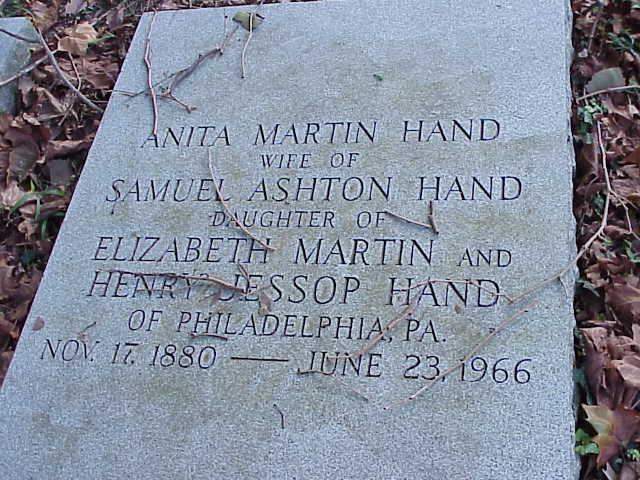 ANITA MARTIN HAND
WIFE OF
SAMUEL ASHTON HAND
DAUGHTER OF
ELIZABETH MARTIN AND
HENRY JESSOP HAND
OF PHILADELPHIA, PA.
NOV. 17. 1880 — JUNE 23, 1966